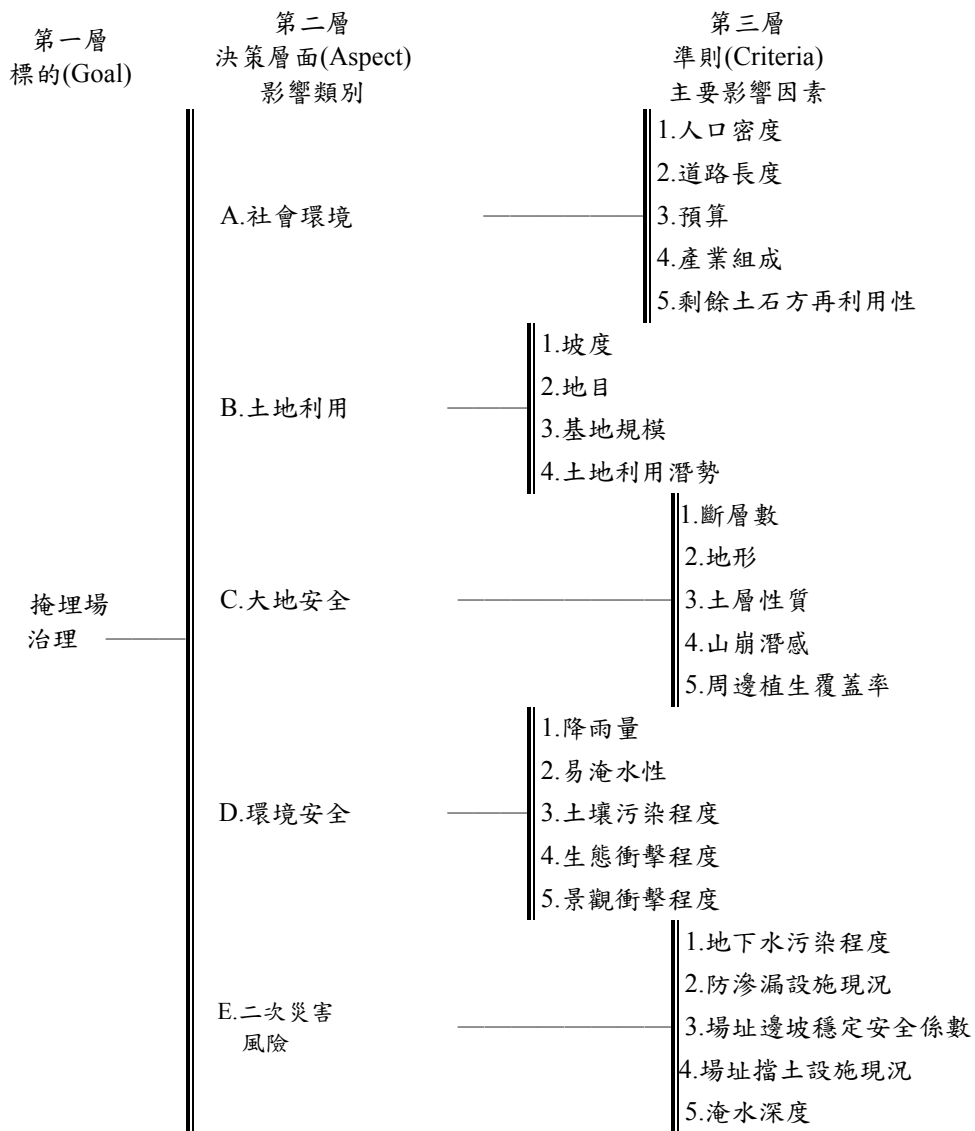 第一層
標的(Goal)
第二層
決策層面(Aspect)
影響類別
第三層
準則(Criteria)
主要影響因素
掩埋場
治理
A.社會環境
1.人口密度
2.道路長度
3.預算
4.產業組成
5.剩餘土石方再利用性
B.土地利用
1.坡度
2.地目
3.基地規模
4.土地利用潛勢
C.大地安全
1.斷層數
2.地形
3.土層性質
4.山崩潛感
5.周邊植生覆蓋率
D.環境安全
1.降雨量
2.易淹水性
3.土壤污染程度
4.生態衝擊程度
5.景觀衝擊程度
E.二次災害
風險
1.地下水污染程度
2.防滲漏設施現況
3.場址邊坡穩定安全係數
4.場址擋土設施現況
5.淹水深度